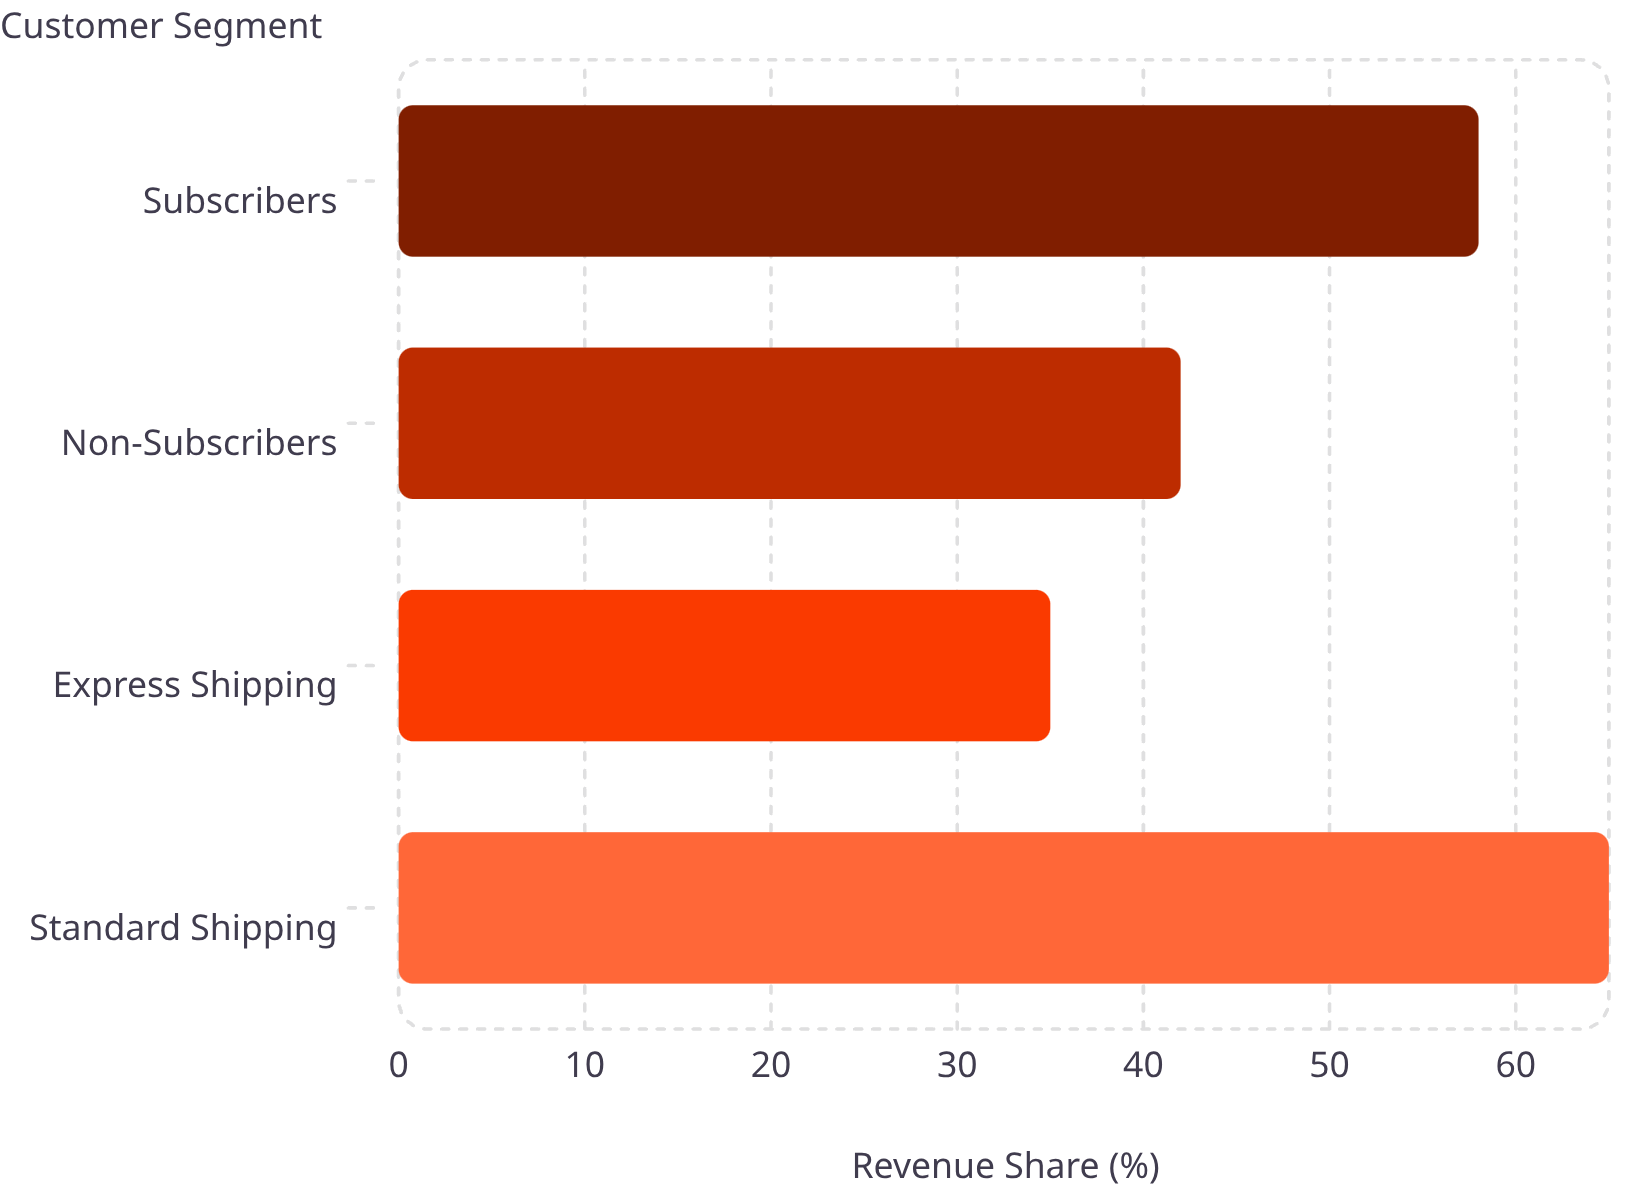 Customer Segment
Subscribers
Non-Subscribers
Express Shipping
Standard Shipping
0 10 20 30 40 50 60
Revenue Share (%)